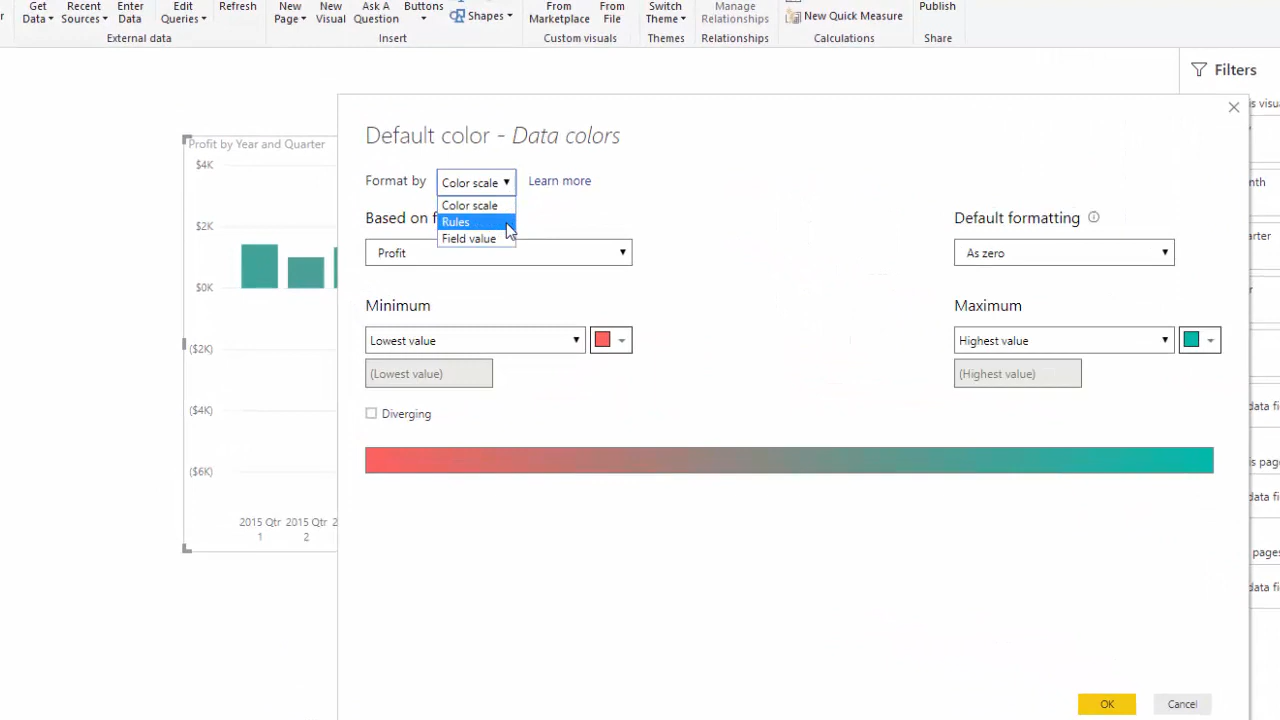 Get Data
Recent Sources
Enter Data
Edit Queries
Refresh
New Page
New Visual
Ask A Question
Buttons
Shapes
From Marketplace
From File
Switch Theme
Manage Relationships
New Quick Measure
Publish
External data
Insert
Custom visuals
Themes
Relationships
Calculations
Share
Filters
Default color - Data colors
Format by
Color scale
Learn more
Color scale
Rules
Field value
Based on
Default formatting
Profit
As zero
Minimum
Maximum
Lowest value
Highest value
(Lowest value)
(Highest value)
Diverging
OK
Cancel
Profit by Year and Quarter
$4K
$2K
$0K
($2K)
($4K)
($6K)
2015 Qtr 1
2015 Qtr 2